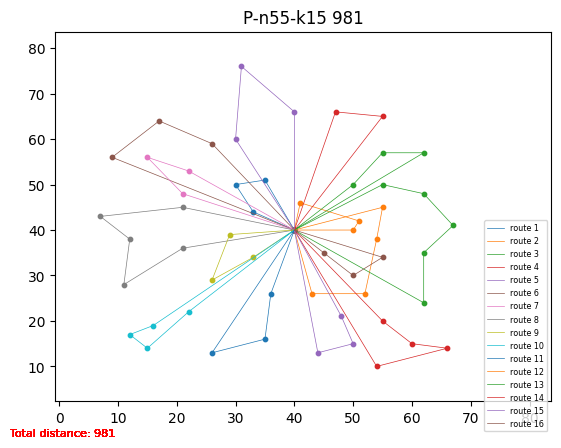 P-n55-k15 981
80
70
60
50
40
30
20
10
0 10 20 30 40 50 60 70 80
route 1
route 2
route 3
route 4
route 5
route 6
route 7
route 8
route 9
route 10
route 11
route 12
route 13
route 14
route 15
route 16
Total distance: 981